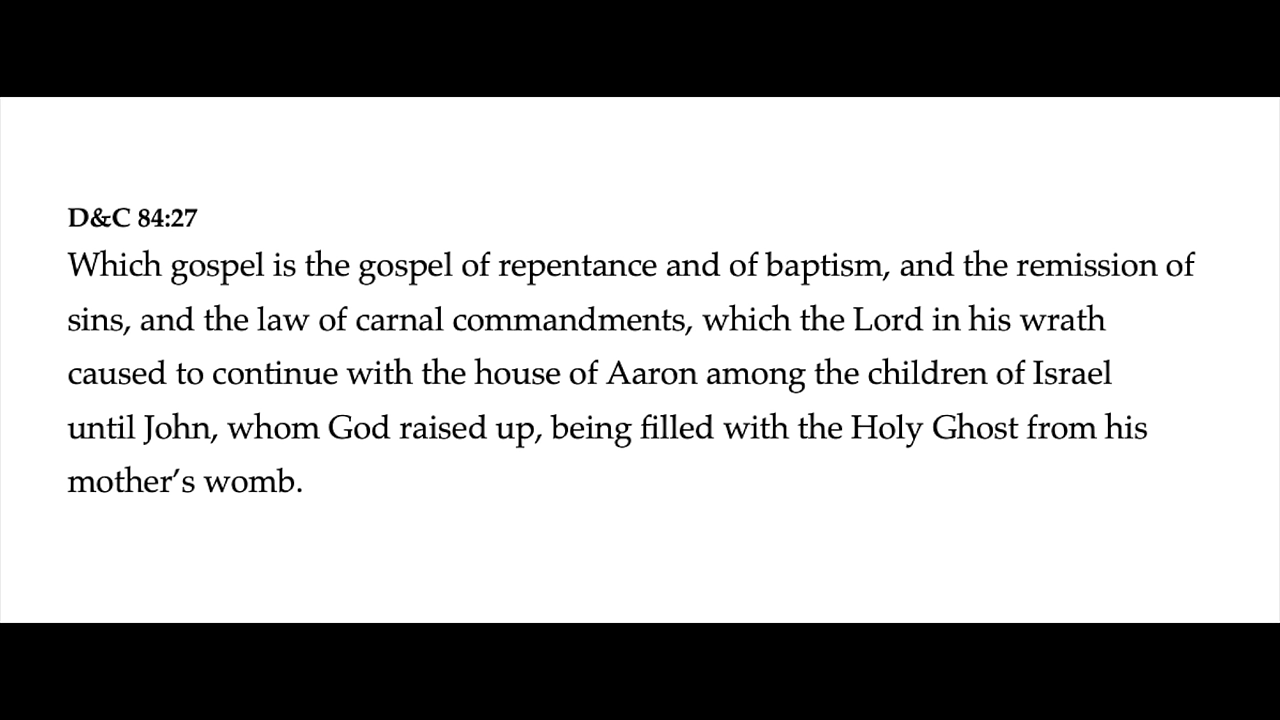 D&C 84:27
Which gospel is the gospel of repentance and of baptism, and the remission of
sins, and the law of carnal commandments, which the Lord in his wrath
caused to continue with the house of Aaron among the children of Israel
until John, whom God raised up, being filled with the Holy Ghost from his
mother’s womb.